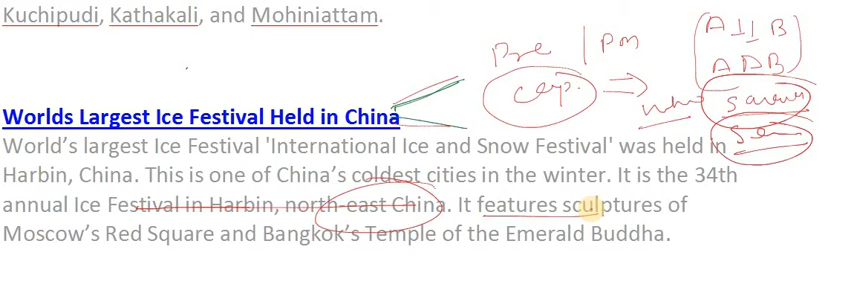 Kuchipudi, Kathakali, and Mohiniattam.
Pre | Pon
A II B
A D B
Worlds Largest Ice Festival Held in China
World's largest Ice Festival 'International Ice and Snow Festival' was held in
Harbin, China. This is one of China's coldest cities in the winter. It is the 34th
annual Ice Festival in Harbin, north-east China. It features sculptures of
Moscow's Red Square and Bangkok's Temple of the Emerald Buddha.